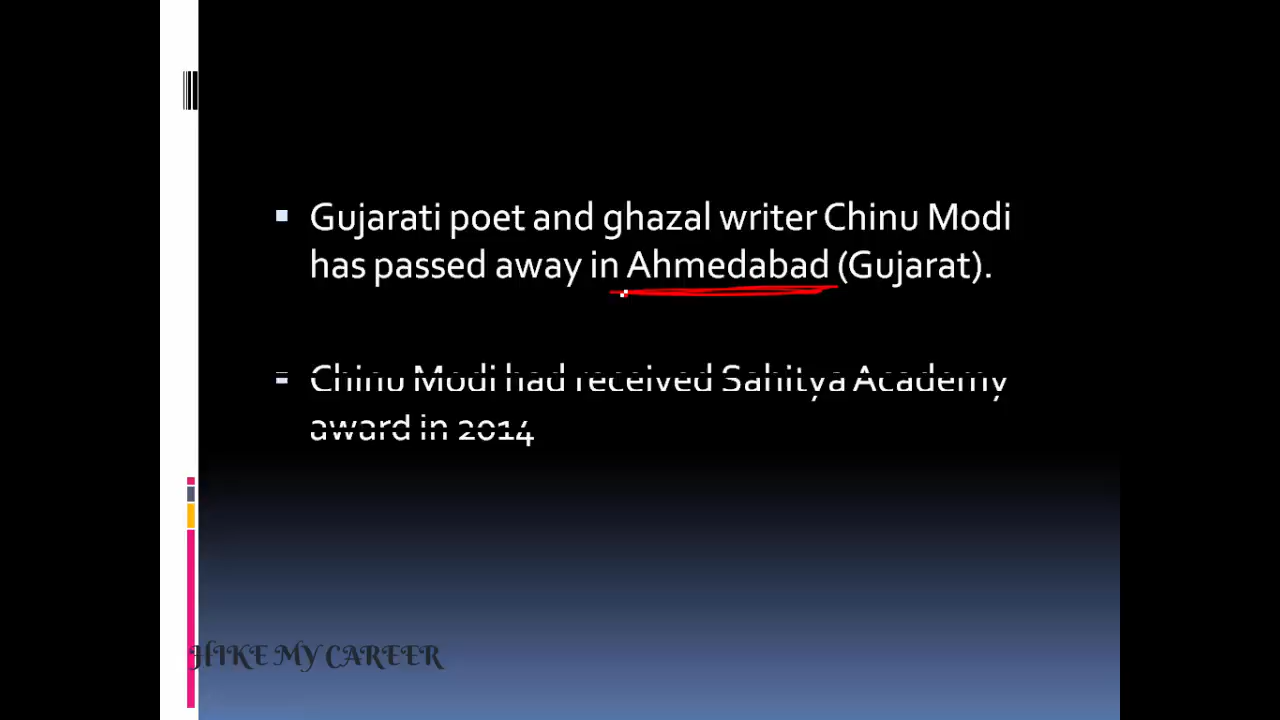 Gujarati poet and ghazal writer Chinu Modi
has passed away in Ahmedabad (Gujarat).
Chinu Modi had received Sahitya Academy
award in 2014
HIKE MY CAREER